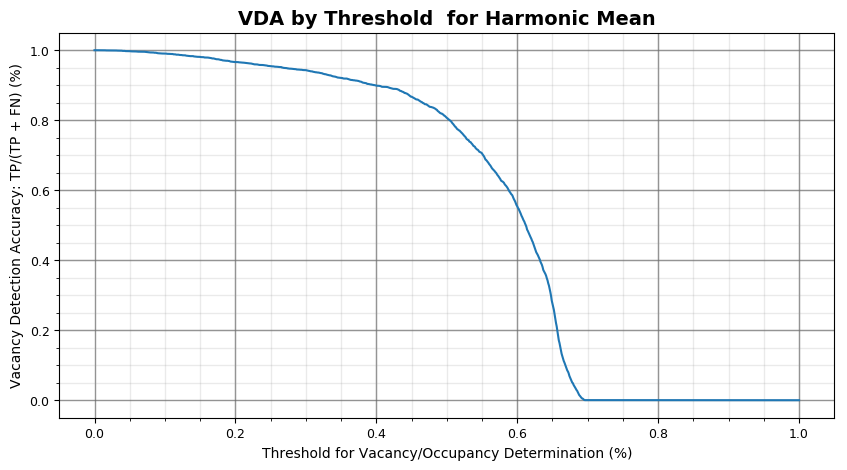 VDA by Threshold  for Harmonic Mean
Vacancy Detection Accuracy: TP/(TP + FN) (%)
1.0
0.8
0.6
0.4
0.2
0.0
0.0 0.2 0.4 0.6 0.8 1.0
Threshold for Vacancy/Occupancy Determination (%)